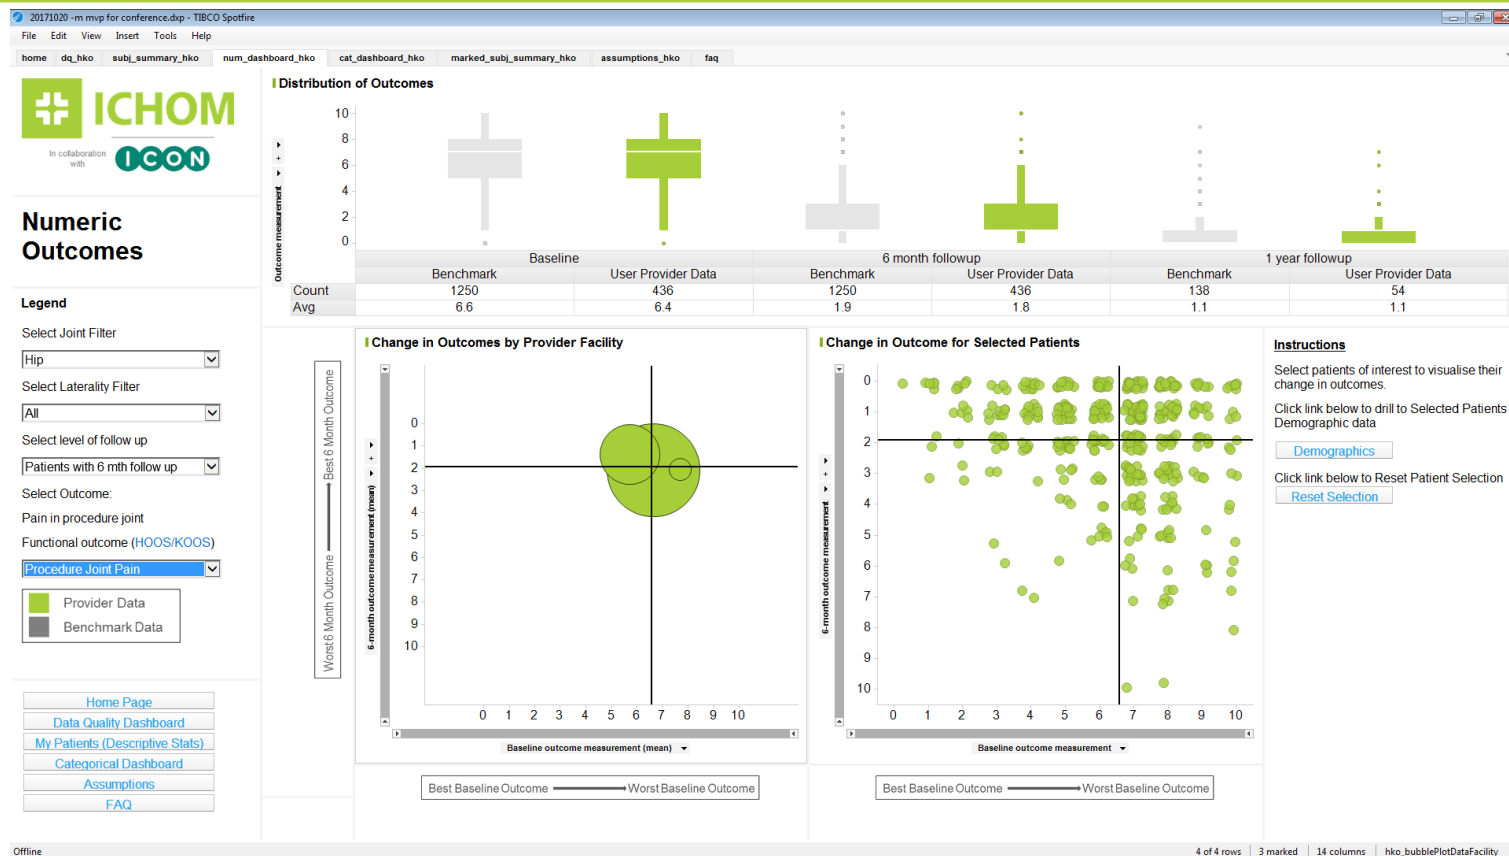 20171020 -m mvp for conference.dxp - TIBCO Spotfire
File Edit View Insert Tools Help
home dq_hko subj_summary_hko num_dashboard_hko cat_dashboard_hko marked_subj_summary_hko assumptions_hko faq
ICHOM
In collaboration
with
ICON
Numeric
Outcomes
Legend
Select Joint Filter
Hip
Select Laterality Filter
All
Select level of follow up
Patients with 6 mth follow up
Select Outcome:
Pain in procedure joint
Functional outcome (HOOS/KOOS)
Procedure Joint Pain
Provider Data
Benchmark Data
Home Page
Data Quality Dashboard
My Patients (Descriptive Stats)
Categorical Dashboard
Assumptions
FAQ
Distribution of Outcomes
Outcome measurement
10
8
6
4
2
0
Baseline 6 month followup 1 year followup
Benchmark User Provider Data Benchmark User Provider Data Benchmark User Provider Data
Count 1250 436 1250 436 138 54
Avg 6.6 6.4 1.9 1.8 1.1 1.1
Worst 6 Month Outcome Best 6 Month Outcome
Change in Outcomes by Provider Facility
6-month outcome measurement (mean)
0
1
2
3
4
5
6
7
8
9
10
0 1 2 3 4 5 6 7 8 9 10
Baseline outcome measurement (mean)
Best Baseline Outcome Worst Baseline Outcome
Change in Outcome for Selected Patients
6-month outcome measurement
0
1
2
3
4
5
6
7
8
9
10
0 1 2 3 4 5 6 7 8 9 10
Baseline outcome measurement
Best Baseline Outcome Worst Baseline Outcome
Instructions
Select patients of interest to visualise their
change in outcomes.
Click link below to drill to Selected Patients
Demographic data
Demographics
Click link below to Reset Patient Selection
Reset Selection
Offline
4 of 4 rows 3 marked 14 columns hko_bubblePlotDataFacility